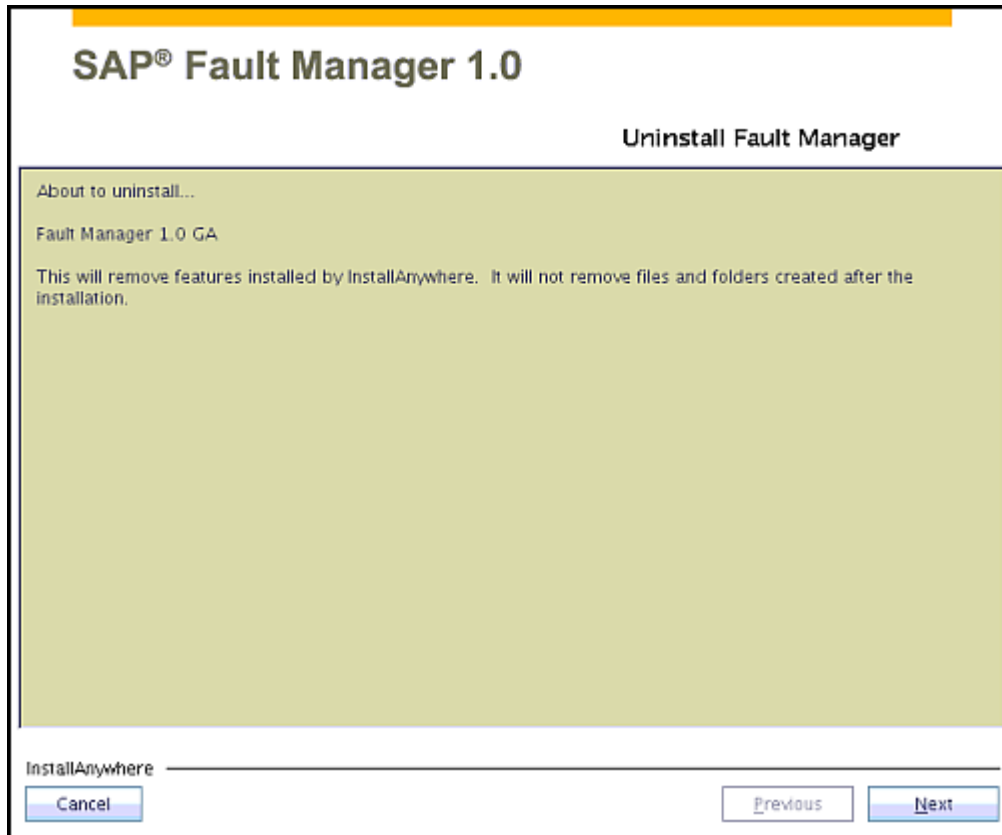 SAP® Fault Manager 1.0
Uninstall Fault Manager
About to uninstall...
Fault Manager 1.0 GA
This will remove features installed by InstallAnywhere.  It will not remove files and folders created after the
installation.
InstallAnywhere
Cancel
Previous
Next